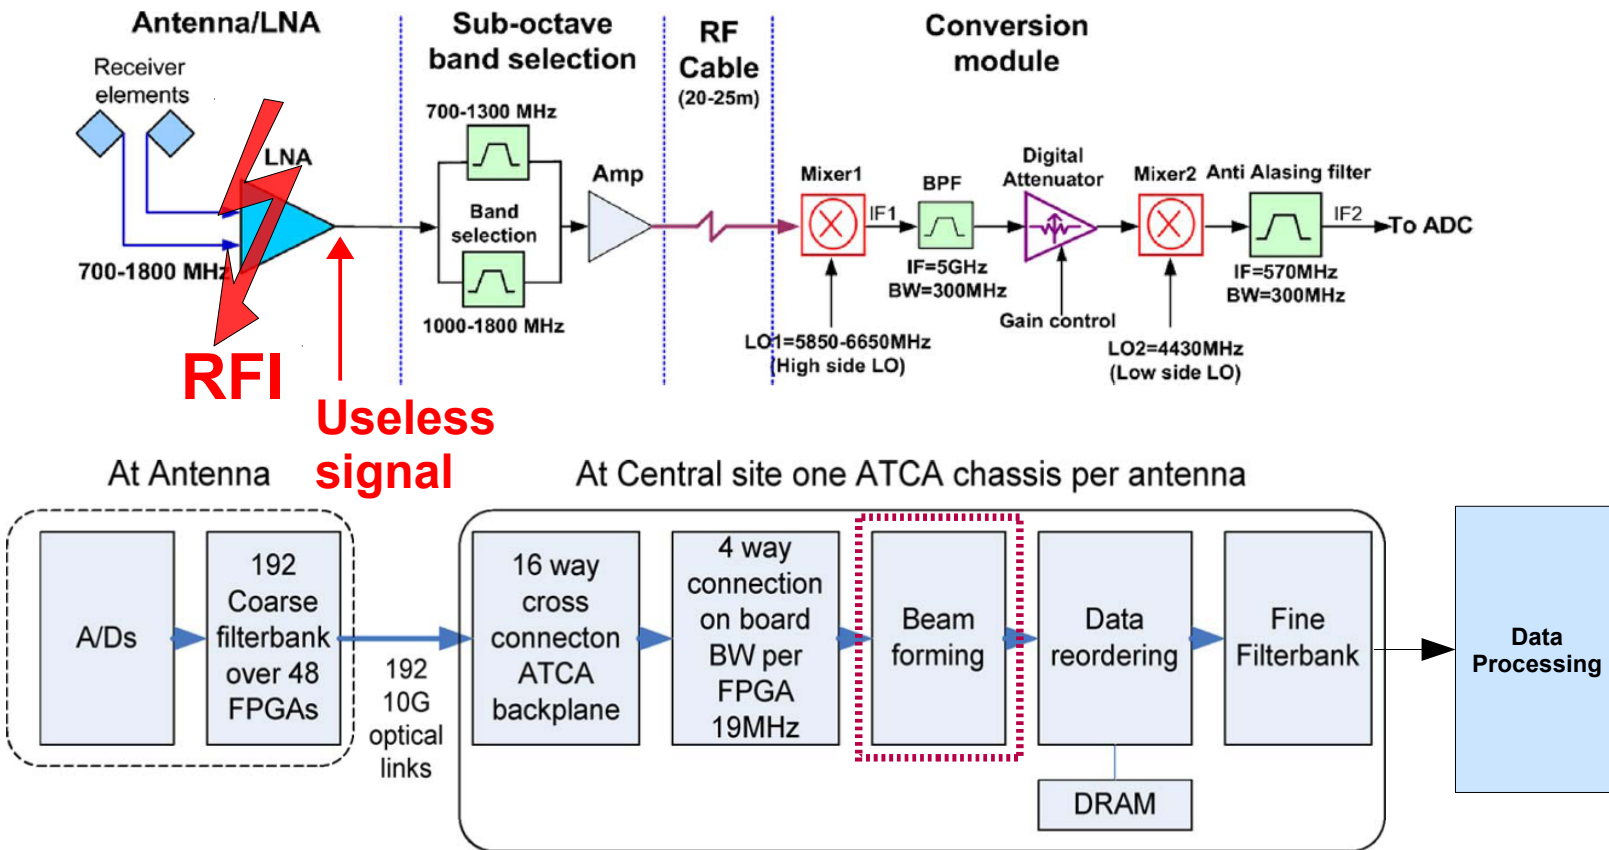 Antenna/LNA
Sub-octave
band selection
RF
Cable
(20-25m)
Conversion
module
Receiver
elements
LNA
700-1800 MHz
RFI
Useless
signal
700-1300 MHz
Band
selection
1000-1800 MHz
Amp
Mixer1
IF1
LO1=5850-6650MHz
(High side LO)
BPF
IF=5GHz
BW=300MHz
Digital
Attenuator
Gain control
Mixer2
LO2=4430MHz
(Low side LO)
Anti Alasing filter
IF2
IF=570MHz
BW=300MHz
To ADC
At Antenna
A/Ds
192
Coarse
filterbank
over 48
FPGAs
192
10G
optical
links
At Central site one ATCA chassis per antenna
16 way
cross
connecton
ATCA
backplane
4 way
connection
on board
BW per
FPGA
19MHz
Beam
forming
Data
reordering
DRAM
Fine
Filterbank
Data
Processing